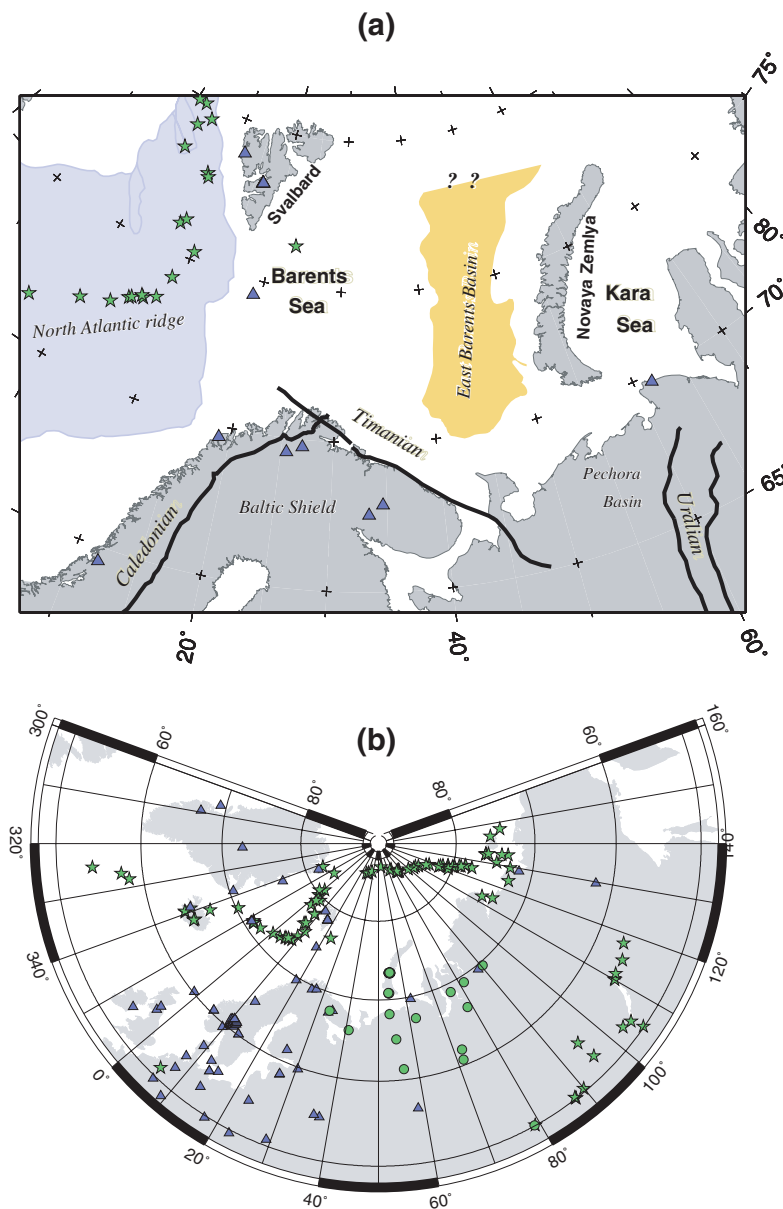 (a)
75°
80°
70°
65°
60°
40°
20°
Svalbard
? ?
Barents
Sea
East Barents Basin
Novaya Zemlya
Kara
Sea
North Atlantic ridge
Timanian
Caledonian
Baltic Shield
Pechora
Basin
Uralian
(b)
300°
60°
80°
80°
60°
160°
320°
140°
340°
120°
0°
100°
20°
80°
40°
60°